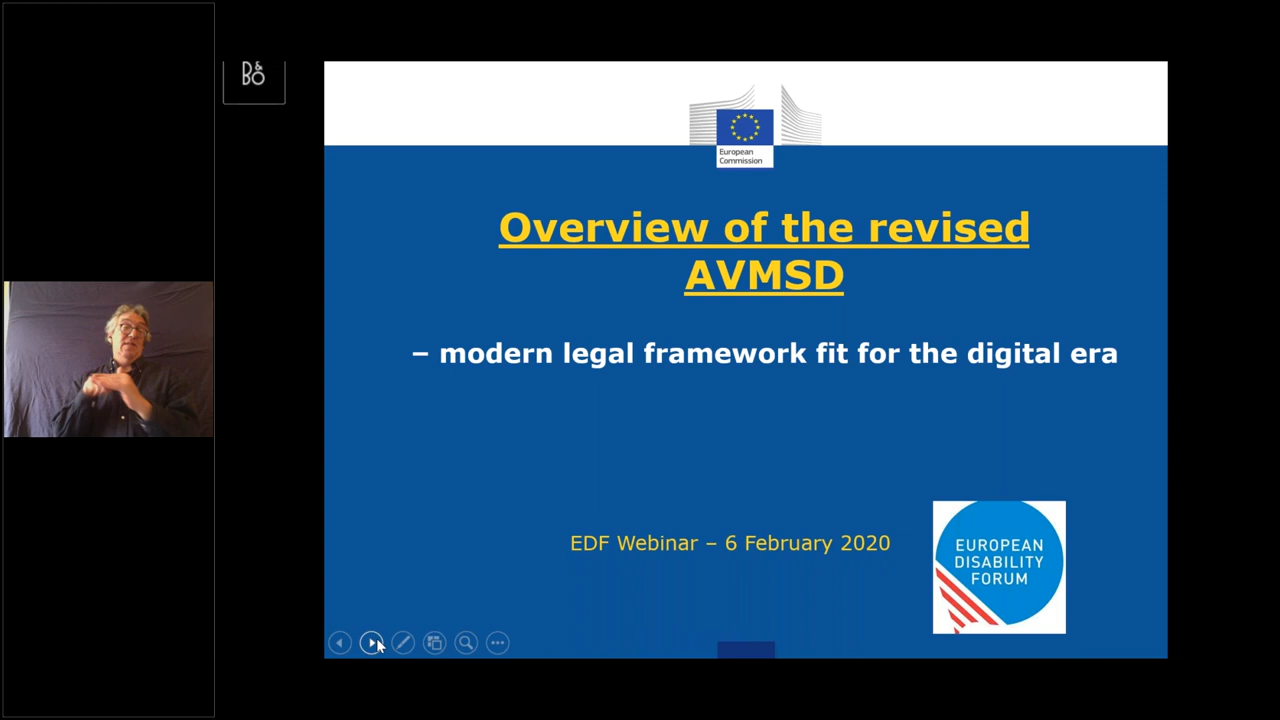 B&O
European
Commission
Overview of the revised
AVMSD
– modern legal framework fit for the digital era
EDF Webinar – 6 February 2020
EUROPEAN
DISABILITY
FORUM